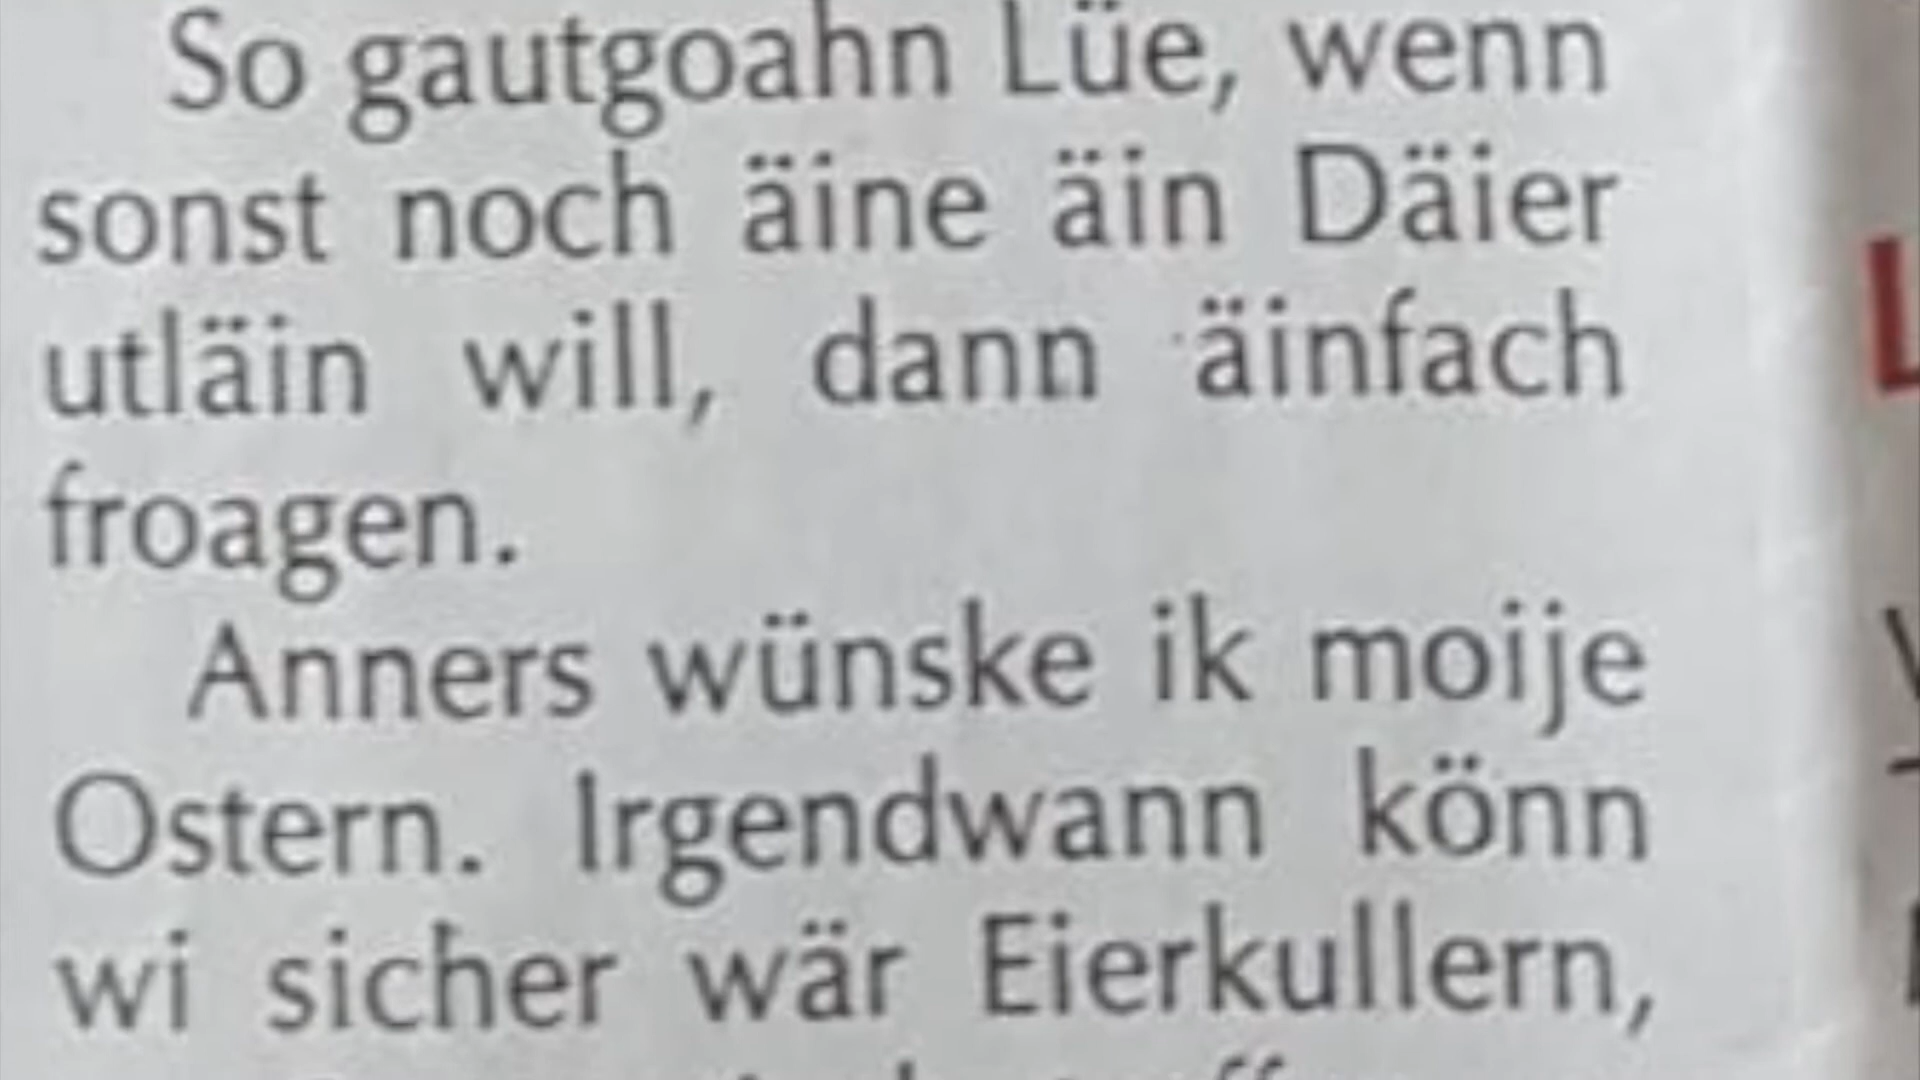 So gautgoahn Lüe, wenn
sonst noch äine äin Däier
utläin will, dann äinfach
froagen.
Anners wünske ik moije
Ostern. Irgendwann könn
wi sicher wär Eierkullern,